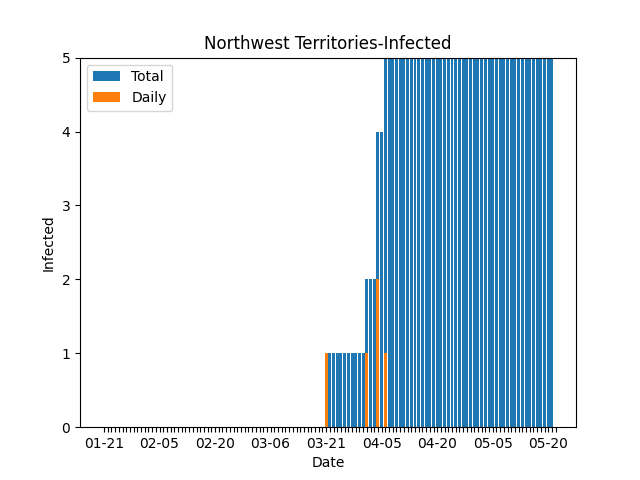 Northwest Territories-Infected
Total
Daily
5
4
3
2
1
0
Infected
01-21 02-05 02-20 03-06 03-21 04-05 04-20 05-05 05-20
Date